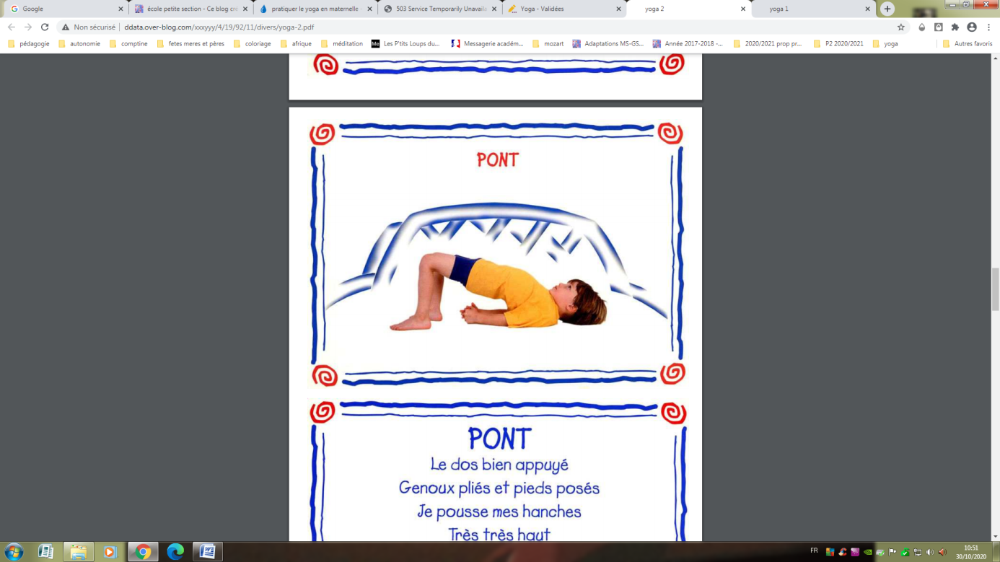 Google
école petite section - Ce blog cré
pratiquer le yoga en maternelle -
503 Service Temporarily Unavaila
Yoga - Validées
yoga 2
yoga 1
Non sécurisé | ddata.over-blog.com/xxxyyy/4/19/92/11/divers/yoga-2.pdf
pédagogie
autonomie
comptine
fetes meres et pères
coloriage
afrique
méditation
Me Les P'tits Loups du...
Messagerie académ...
mozart
Adaptations MS-GS...
Année 2017-2018 -...
2020/2021 prop pr...
P2 2020/2021
yoga
Autres favoris
PONT
PONT
Le dos bien appuyé
Genoux pliés et pieds posés
Je pousse mes hanches
Très très haut
FR
10:51
30/10/2020